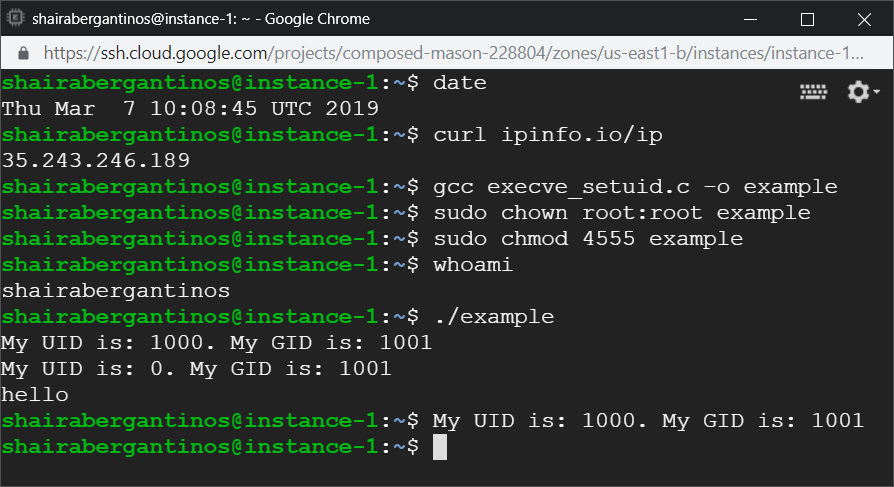 shairabergantinos@instance-1: ~ - Google Chrome
https://ssh.cloud.google.com/projects/composed-mason-228804/zones/us-east1-b/instances/instance-1...
shairabergantinos@instance-1:~$ date
Thu Mar  7 10:08:45 UTC 2019
shairabergantinos@instance-1:~$ curl ipinfo.io/ip
35.243.246.189
shairabergantinos@instance-1:~$ gcc execve_setuid.c -o example
shairabergantinos@instance-1:~$ sudo chown root:root example
shairabergantinos@instance-1:~$ sudo chmod 4555 example
shairabergantinos@instance-1:~$ whoami
shairabergantinos
shairabergantinos@instance-1:~$ ./example
My UID is: 1000. My GID is: 1001
My UID is: 0. My GID is: 1001
hello
shairabergantinos@instance-1:~$ My UID is: 1000. My GID is: 1001
shairabergantinos@instance-1:~$